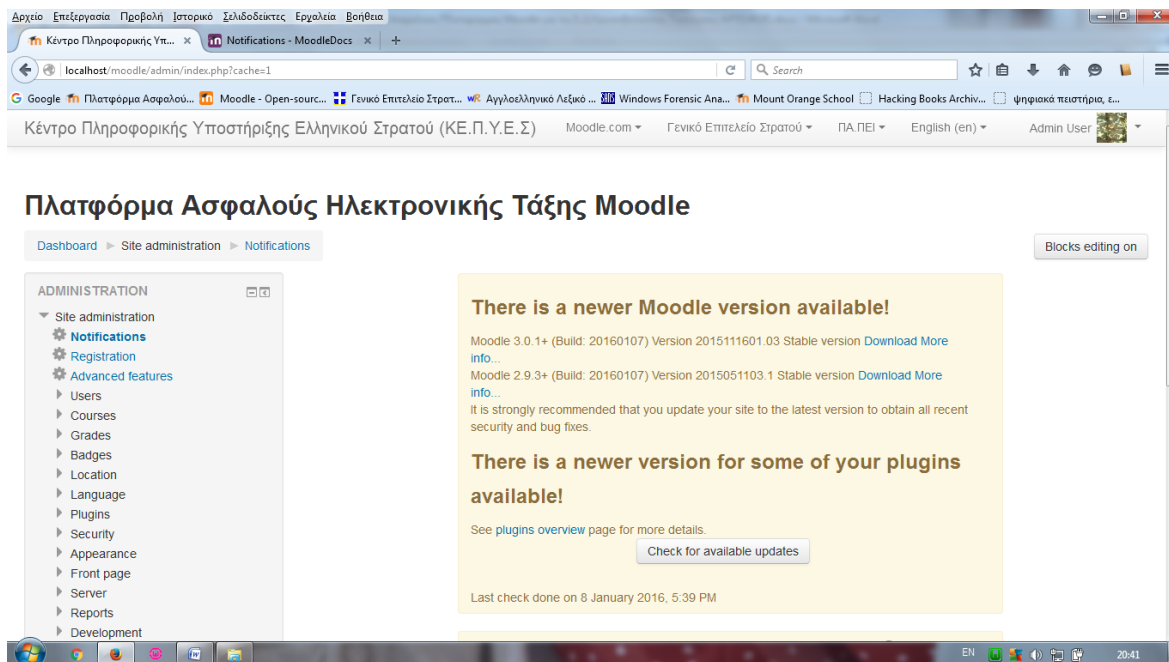 Αρχείο Επεξεργασία Προβολή Ιστορικό Σελιδοδείκτες Εργαλεία Βοήθεια
Κέντρο Πληροφορικής Υπ... × Notifications - MoodleDocs × +
localhost/moodle/admin/index.php?cache=1 Search
Google Πλατφόρμα Ασφαλού... Moodle - Open-sourc... Γενικό Επιτελείο Στρατ... Αγγλοελληνικό Λεξικό ... Windows Forensic Ana... Mount Orange School Hacking Books Archiv... ψηφιακά πειστήρια, ε...
Κέντρο Πληροφορικής Υποστήριξης Ελληνικού Στρατού (ΚΕ.Π.Υ.Ε.Σ) Moodle.com Γενικό Επιτελείο Στρατού ΠΑ.ΠΕΙ English (en) Admin User
Πλατφόρμα Ασφαλούς Ηλεκτρονικής Τάξης Moodle
Dashboard Site administration Notifications
Blocks editing on
ADMINISTRATION
Site administration
Notifications
Registration
Advanced features
Users
Courses
Grades
Badges
Location
Language
Plugins
Security
Appearance
Front page
Server
Reports
Development
There is a newer Moodle version available!
Moodle 3.0.1+ (Build: 20160107) Version 2015111601.03 Stable version Download More
info...
Moodle 2.9.3+ (Build: 20160107) Version 2015051103.1 Stable version Download More
info...
It is strongly recommended that you update your site to the latest version to obtain all recent
security and bug fixes.
There is a newer version for some of your plugins
available!
See plugins overview page for more details.
Check for available updates
Last check done on 8 January 2016, 5:39 PM
EN 20:41